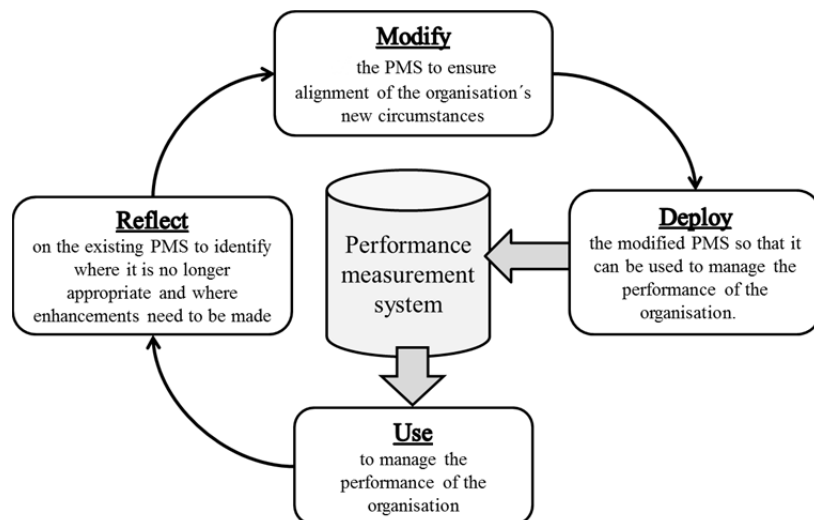 Modify
the PMS to ensure
alignment of the organisation´s
new circumstances
Reflect
on the existing PMS to identify
where it is no longer
appropriate and where
enhancements need to be made
Performance
measurement
system
Deploy
the modified PMS so that it
can be used to manage the
performance of the
organisation.
Use
to manage the
performance of the
organisation